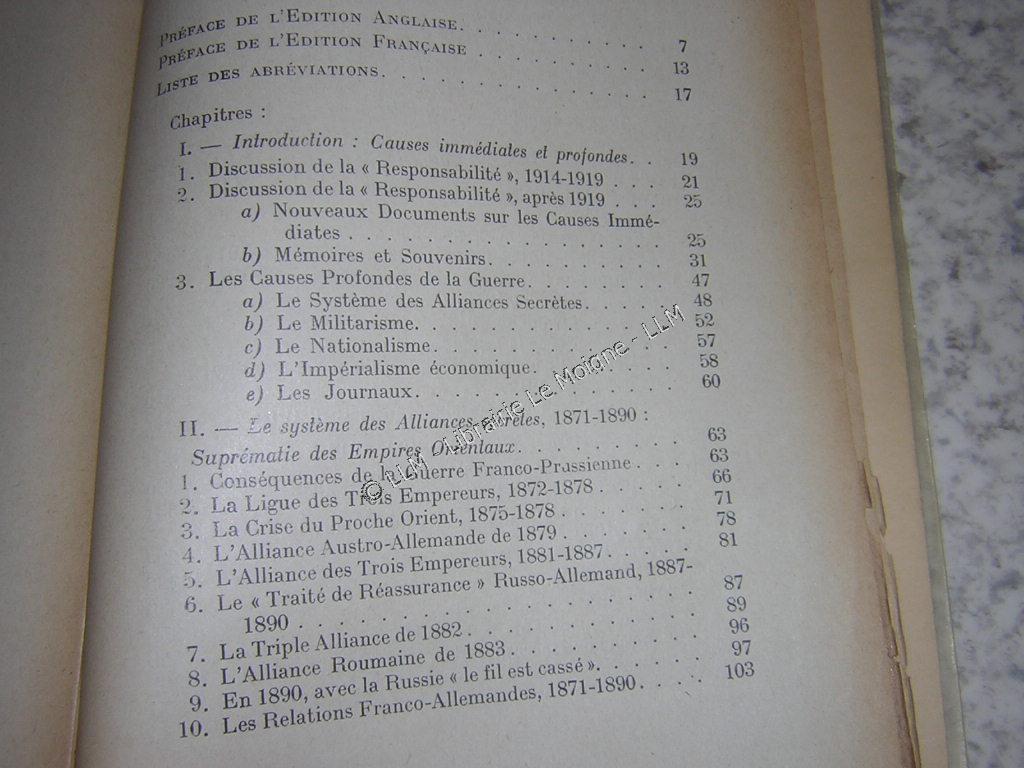 PRÉFACE DE L'EDITION ANGLAISE. . . . . . . . . 7
PRÉFACE DE L'EDITION FRANÇAISE . . . . . . . . 13
LISTE DES ABRÉVIATIONS. . . . . . . . . . . . 17
Chapitres :
I. — Introduction : Causes immédiates et profondes. . 19
1. Discussion de la « Responsabilité », 1914-1919 . . . 21
2. Discussion de la « Responsabilité », après 1919 . . . 25
a) Nouveaux Documents sur les Causes Immé-
diates . . . . . . . . . . . . . . . 25
b) Mémoires et Souvenirs. . . . . . . . . 31
3. Les Causes Profondes de la Guerre. . . . . . . 47
a) Le Système des Alliances Secrètes. . . . . 48
b) Le Militarisme. . . . . . . . . . . . . 52
c) Le Nationalisme . . . . . . . . . . . . 57
d) L'Impérialisme économique. . . . . . . 58
e) Les Journaux. . . . . . . . . . . . . 60
II. — Le système des Alliances secrètes, 1871-1890 :
Suprématie des Empires Orientaux. . . . . . . . 63
1. Conséquences de la Guerre Franco-Prussienne . . . 63
2. La Ligue des Trois Empereurs, 1872-1878 . . . . . 66
3. La Crise du Proche Orient, 1875-1878 . . . . . . 71
4. L'Alliance Austro-Allemande de 1879 . . . . . . 78
5. L'Alliance des Trois Empereurs, 1881-1887. . . . . 81
6. Le « Traité de Réassurance » Russo-Allemand, 1887-
1890 . . . . . . . . . . . . . . . . . 87
7. La Triple Alliance de 1882. . . . . . . . . . 89
8. L'Alliance Roumaine de 1883. . . . . . . . . 96
9. En 1890, avec la Russie « le fil est cassé ». . . . . . 97
10. Les Relations Franco-Allemandes, 1871-1890. . . . 103
© LLM - Librairie Le Moigne - LLM